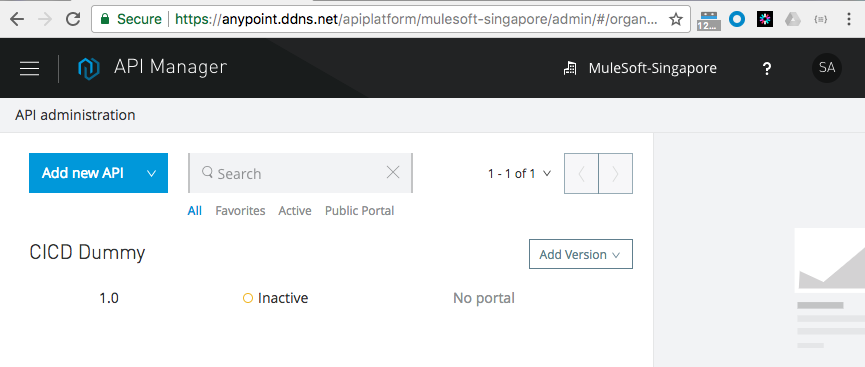 Secure https://anypoint.ddns.net/apiplatform/mulesoft-singapore/admin/#/organ...
12...
API Manager
MuleSoft-Singapore
?
SA
API administration
Add new API
Search
1 - 1 of 1
All Favorites Active Public Portal
CICD Dummy
Add Version
1.0 Inactive No portal